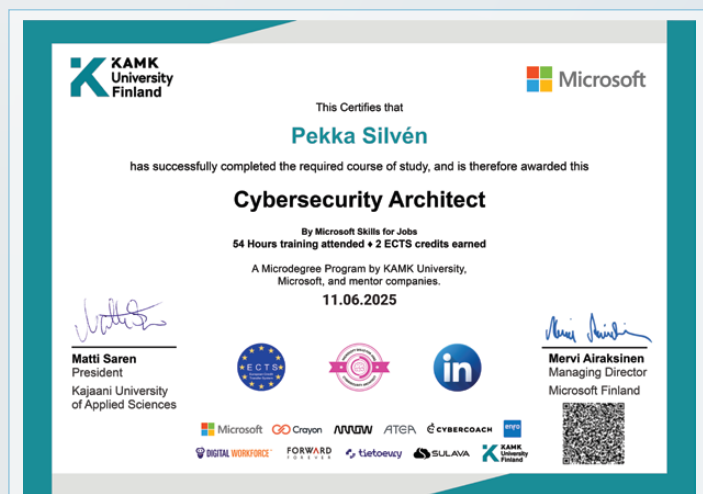 KAMK
University
Finland
Microsoft
This Certifies that
Pekka Silvén
has successfully completed the required course of study, and is therefore awarded this
Cybersecurity Architect
By Microsoft Skills for Jobs
54 Hours training attended ♦ 2 ECTS credits earned
A Microdegree Program by KAMK University,
Microsoft, and mentor companies.
11.06.2025
Matti Saren
President
Kajaani University
of Applied Sciences
ECTS
in
Mervi Airaksinen
Managing Director
Microsoft Finland
Microsoft Crayon ARROW ATEA CYBERCOACH enfo
DIGITAL WORKFORCE FORWARD FOREVER tietoevry SULAVA KAMK University Finland